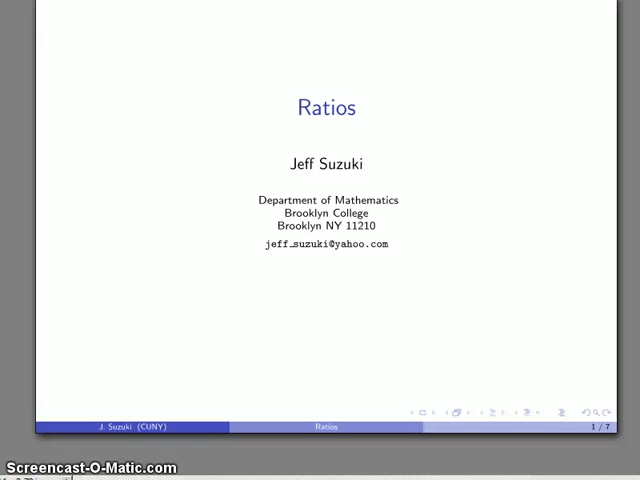 Ratios
Jeff Suzuki
Department of Mathematics
Brooklyn College
Brooklyn NY 11210
jeff_suzuki@yahoo.com
J. Suzuki (CUNY)
Ratios
1 / 7
Screencast-O-Matic.com